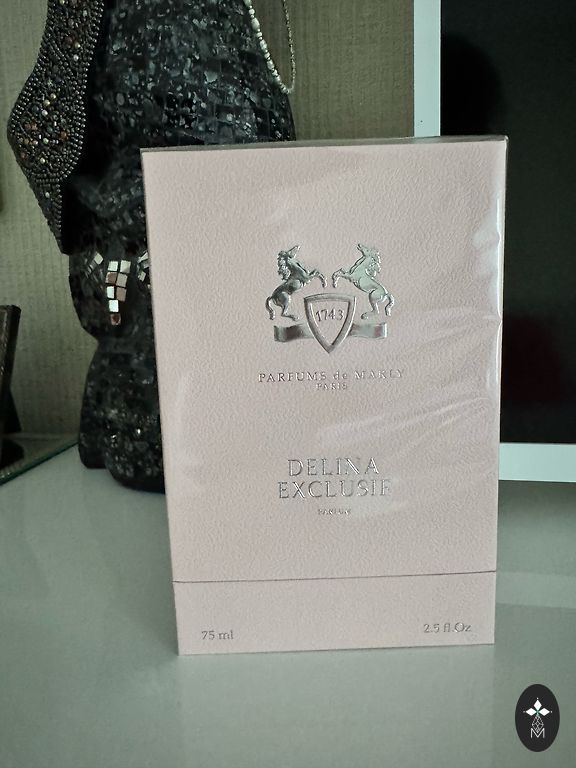 1743
PARFUMS de MARLY
PARIS
DELINA
EXCLUSIF
PARFUM
75 ml
2.5 fl.Oz
M